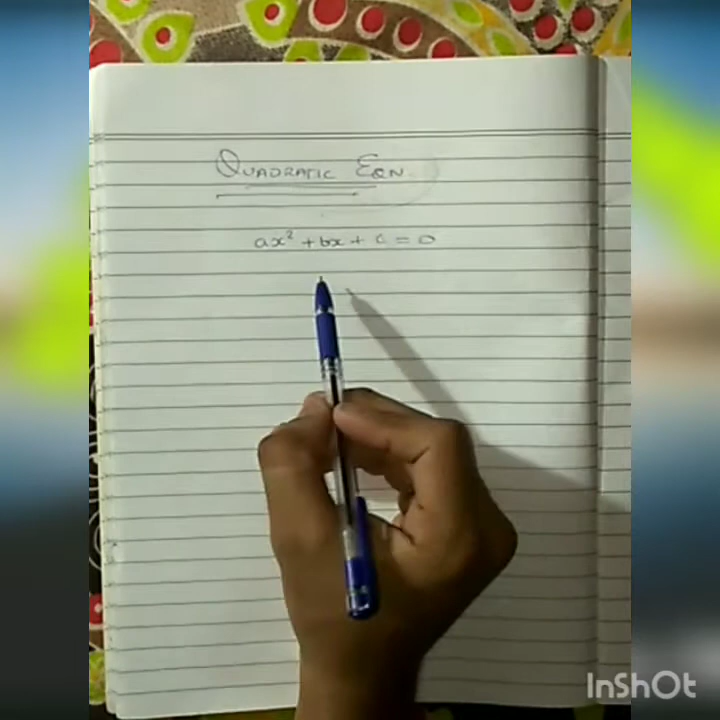 QUADRATIC EQN.
ax² + bx + c = 0
InShOt